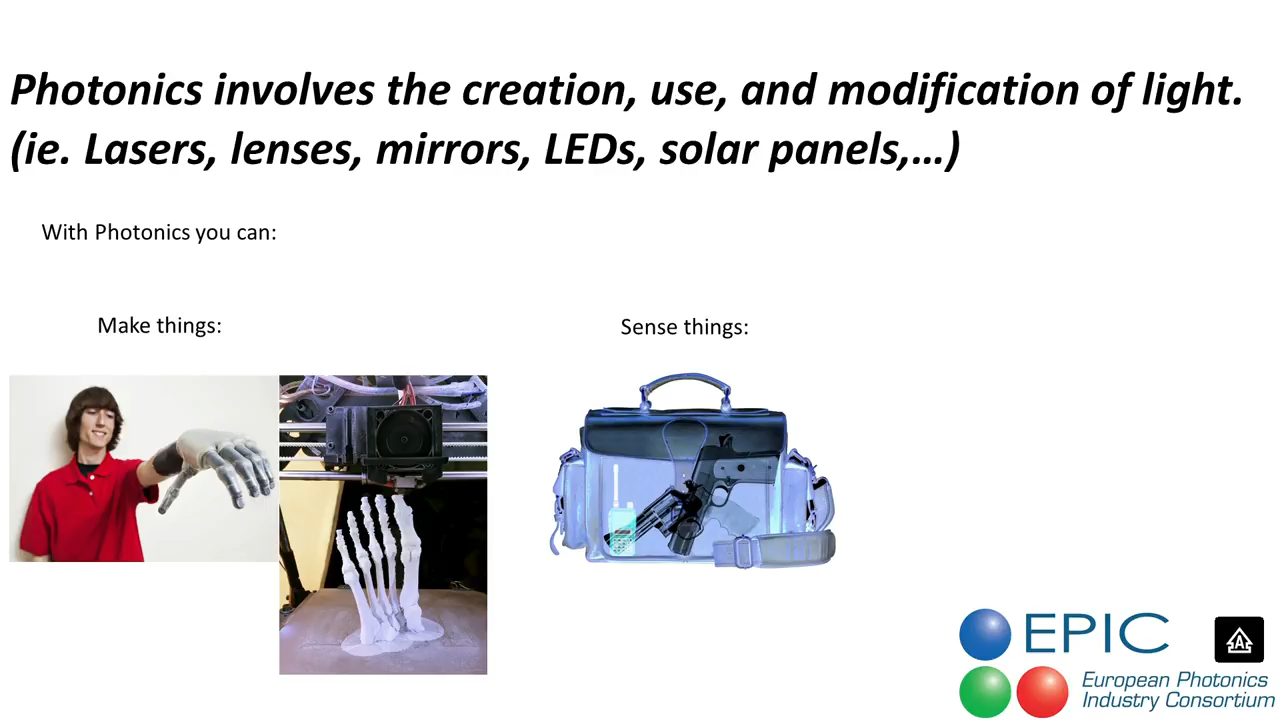 Photonics involves the creation, use, and modification of light.
(ie. Lasers, lenses, mirrors, LEDs, solar panels,...)
With Photonics you can:
Make things:
Sense things:
EPIC
A
European Photonics
Industry Consortium